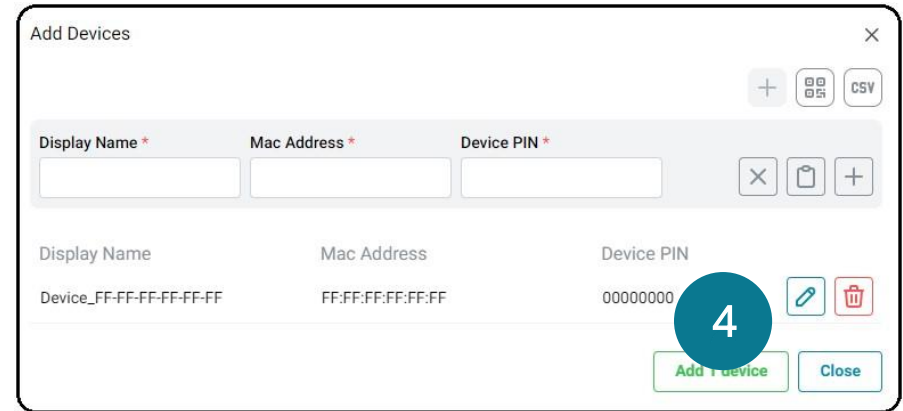 Add Devices
CSV
Display Name * Mac Address * Device PIN *
Display Name Mac Address Device PIN
Device_FF-FF-FF-FF-FF-FF FF:FF:FF:FF:FF:FF 00000000
4
Add 1 device Close